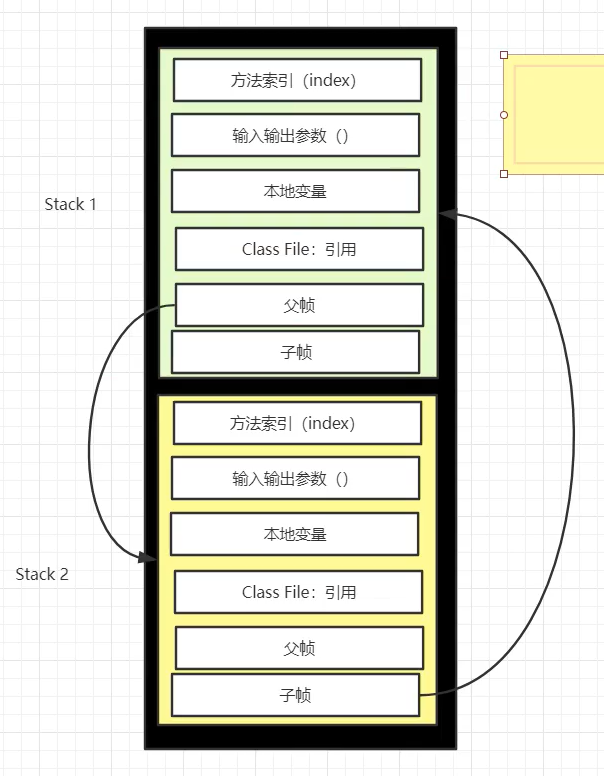 方法索引（index）
输入输出参数（）
本地变量
Stack 1
Class File：引用
父帧
子帧
方法索引（index）
输入输出参数（）
本地变量
Stack 2
Class File：引用
父帧
子帧